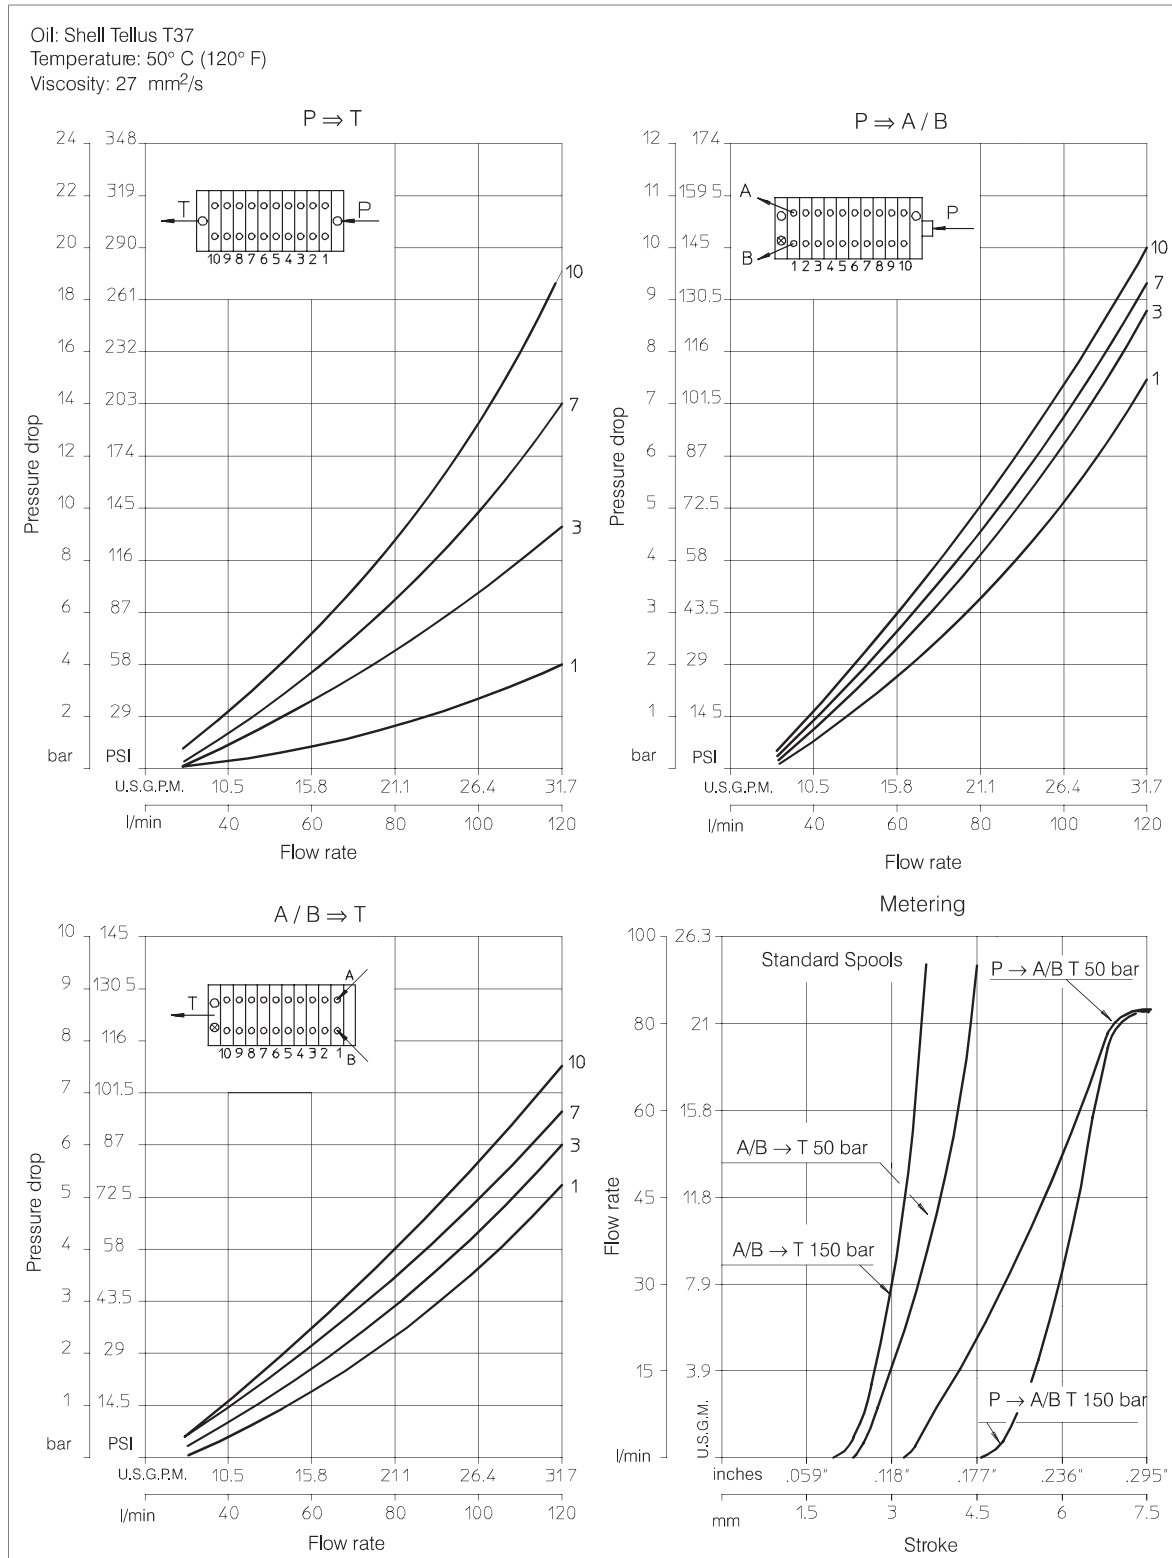 Oil: Shell Tellus T37
Temperature: 50° C (120° F)
Viscosity: 27 mm²/s
P ⇒ T
24 348
22 319
20 290
18 261
16 232
14 203
12 174
10 145
8 116
6 87
4 58
2 29
bar PSI
Pressure drop
T P
10 9 8 7 6 5 4 3 2 1
10
7
3
1
U.S.G.P.M. 10.5 15.8 21.1 26.4 31.7
l/min 40 60 80 100 120
Flow rate
P ⇒ A / B
12 174
11 159.5
10 145
9 130.5
8 116
7 101.5
6 87
5 72.5
4 58
3 43.5
2 29
1 14.5
bar PSI
Pressure drop
A
B
P
1 2 3 4 5 6 7 8 9 10
10
7
3
1
U.S.G.P.M. 10.5 15.8 21.1 26.4 31.7
l/min 40 60 80 100 120
Flow rate
A / B ⇒ T
10 145
9 130.5
8 116
7 101.5
6 87
5 72.5
4 58
3 43.5
2 29
1 14.5
bar PSI
Pressure drop
T
A
B
10 9 8 7 6 5 4 3 2 1
10
7
3
1
U.S.G.P.M. 10.5 15.8 21.1 26.4 31.7
l/min 40 60 80 100 120
Flow rate
Metering
100 26.3
80 21
60 15.8
45 11.8
30 7.9
15 3.9
l/min U.S.G.M.
Flow rate
Standard Spools
P → A/B T 50 bar
A/B → T 50 bar
A/B → T 150 bar
P → A/B T 150 bar
inches .059" .118" .177" .236" .295"
mm 1.5 3 4.5 6 7.5
Stroke